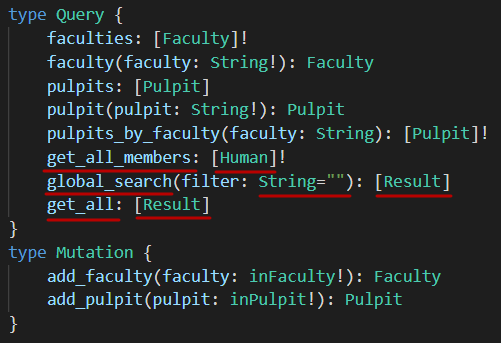 type Query {
    faculties: [Faculty]!
    faculty(faculty: String!): Faculty
    pulpits: [Pulpit]
    pulpit(pulpit: String!): Pulpit
    pulpits_by_faculty(faculty: String): [Pulpit]!
    get_all_members: [Human]!
    global_search(filter: String=""): [Result]
    get_all: [Result]
}
type Mutation {
    add_faculty(faculty: inFaculty!): Faculty
    add_pulpit(pulpit: inPulpit!): Pulpit
}